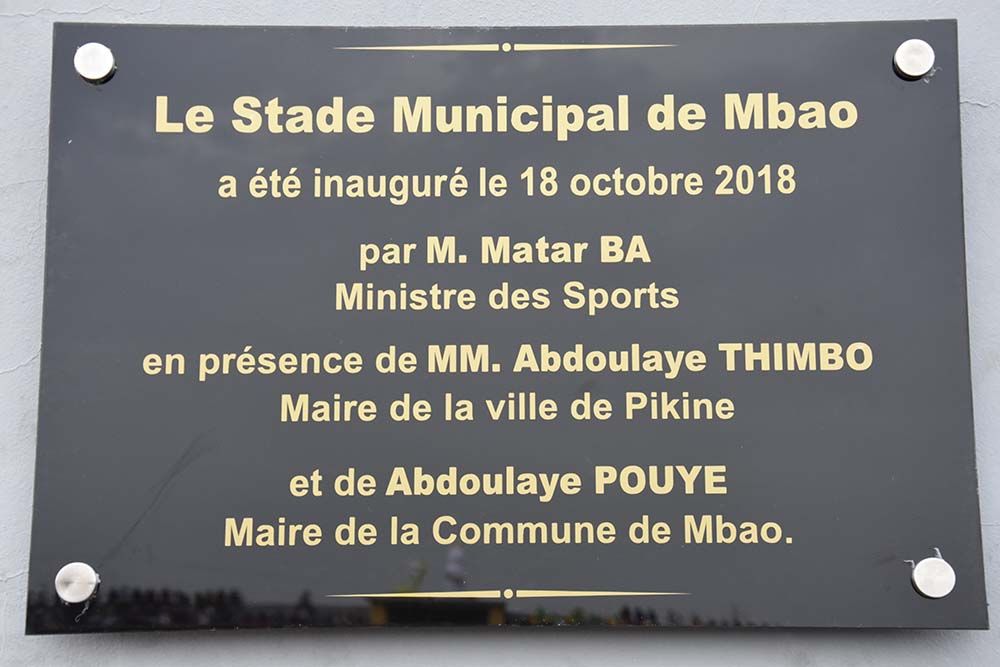 Le Stade Municipal de Mbao
a été inauguré le 18 octobre 2018
par M. Matar BA
Ministre des Sports
en présence de MM. Abdoulaye THIMBO
Maire de la ville de Pikine
et de Abdoulaye POUYE
Maire de la Commune de Mbao.